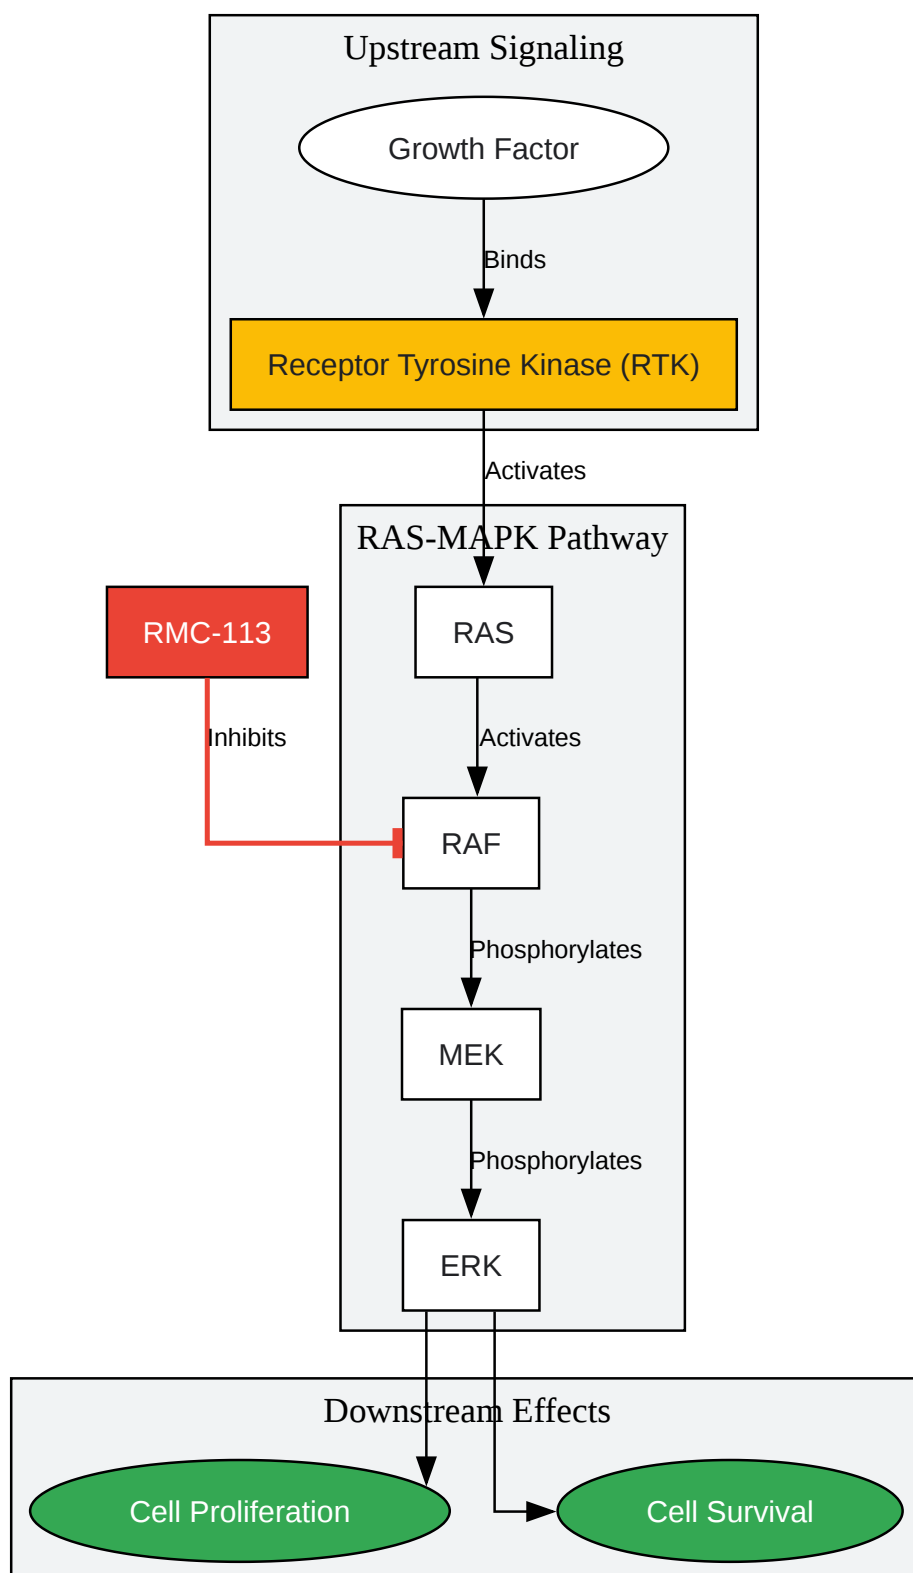 Upstream Signaling
Growth Factor
Binds
Receptor Tyrosine Kinase (RTK)
Activates
RAS-MAPK Pathway
RMC-113
RAS
Inhibits
Activates
RAF
Phosphorylates
MEK
Phosphorylates
ERK
Downstream Effects
Cell Proliferation
Cell Survival